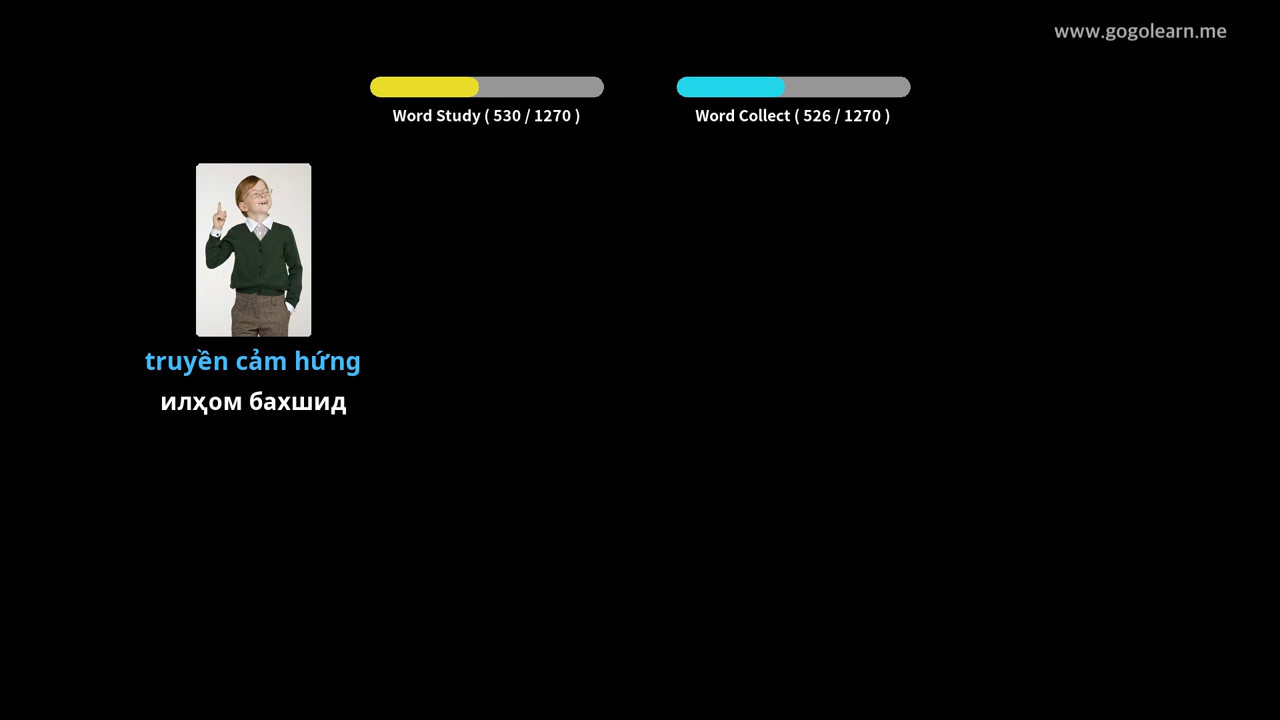 www.gogolearn.me
Word Study ( 530 / 1270 )
Word Collect ( 526 / 1270 )
truyền cảm hứng
илҳом бахшид